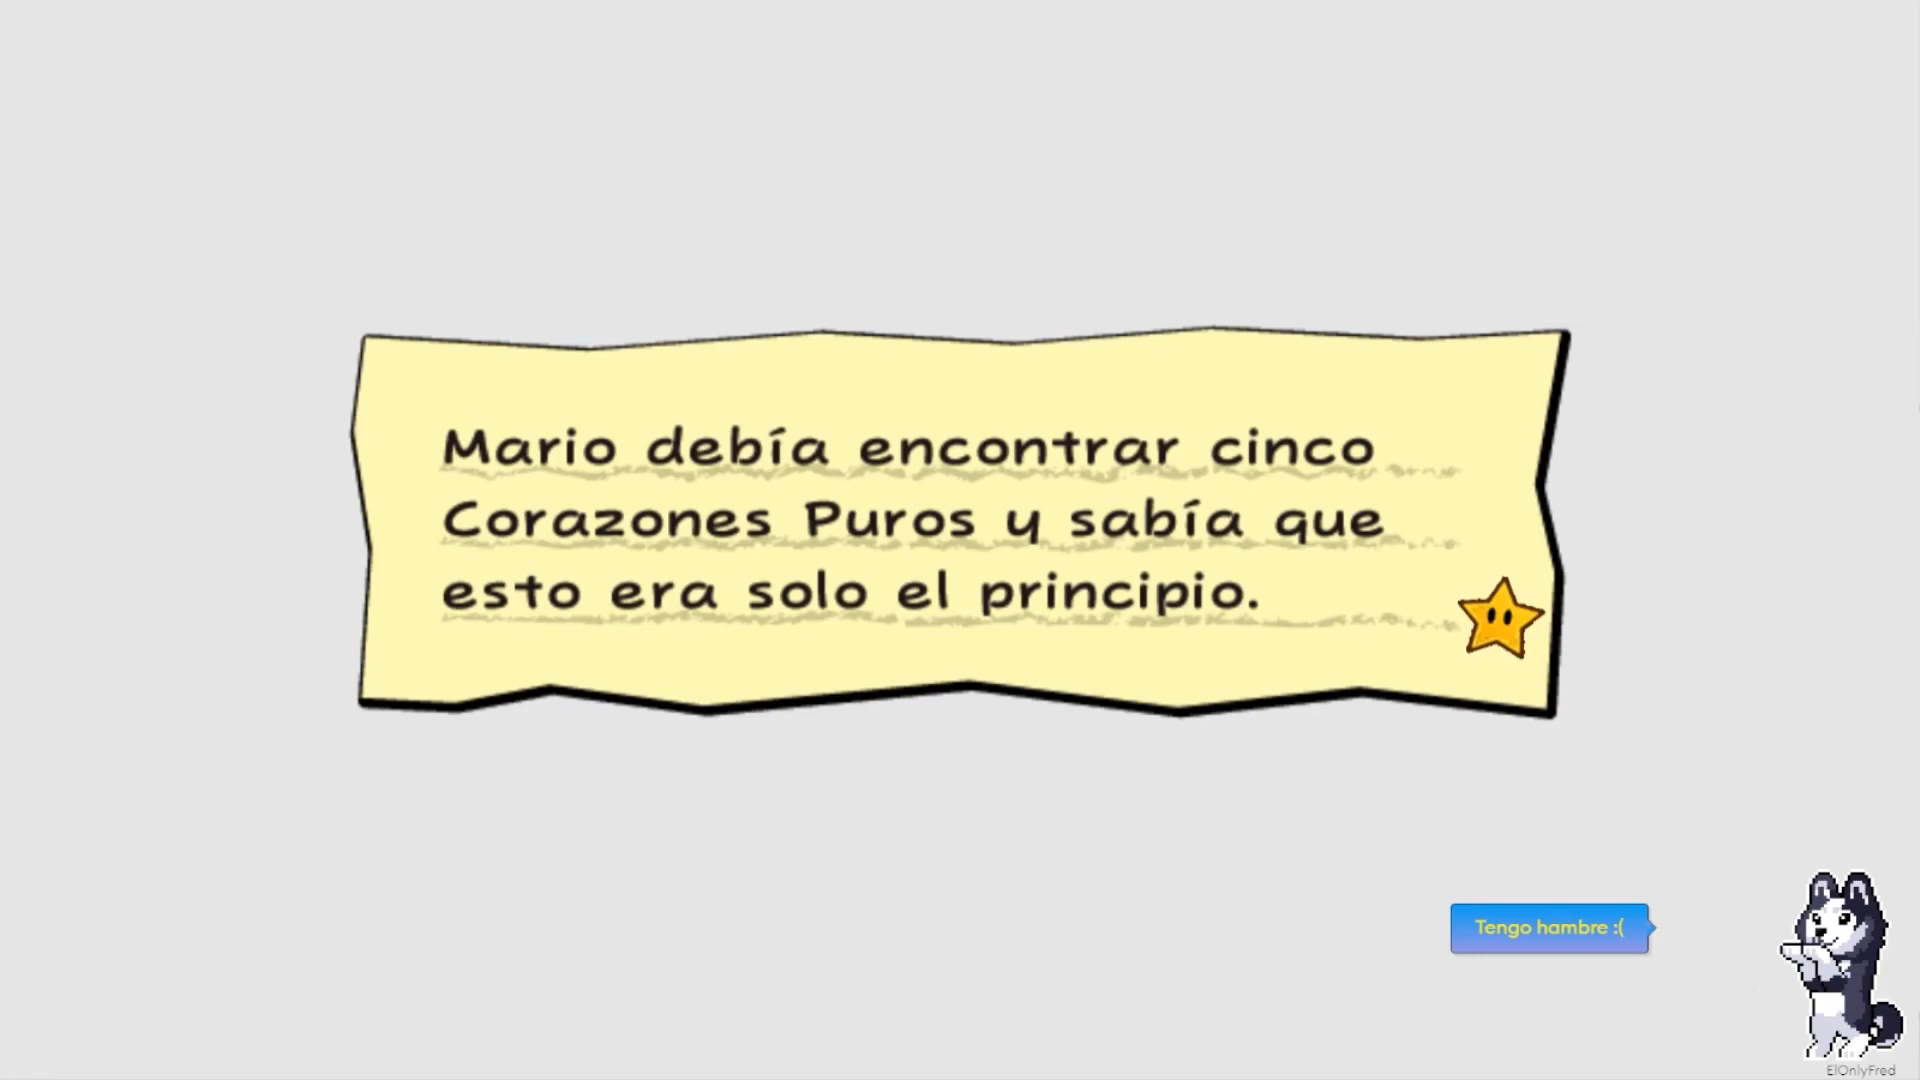 Mario debía encontrar cinco
Corazones Puros y sabía que
esto era solo el principio.
Tengo hambre :(
ElOnlyFred